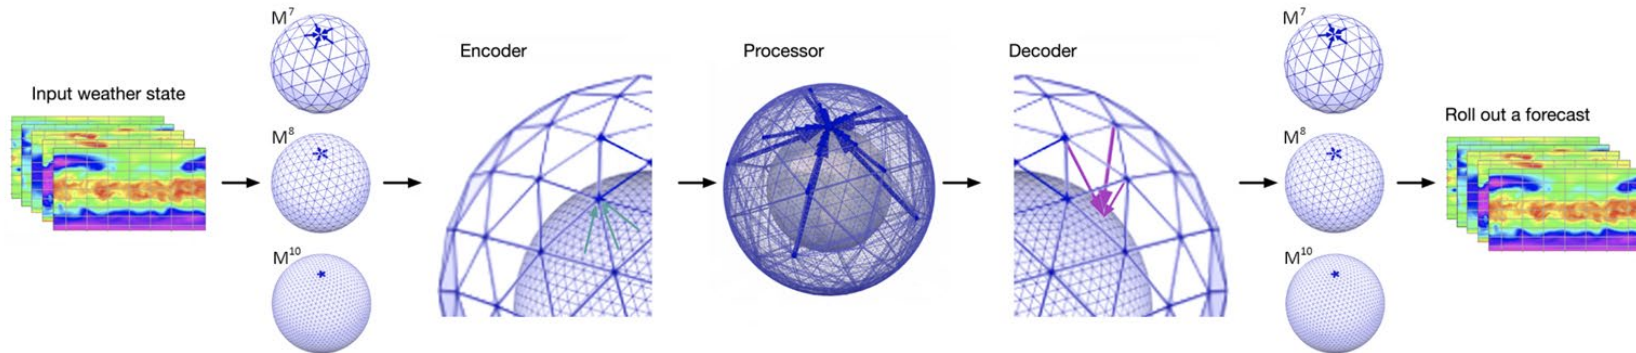 Input weather state
M⁷
M⁸
M¹⁰
Encoder
Processor
Decoder
M⁷
M⁸
M¹⁰
Roll out a forecast